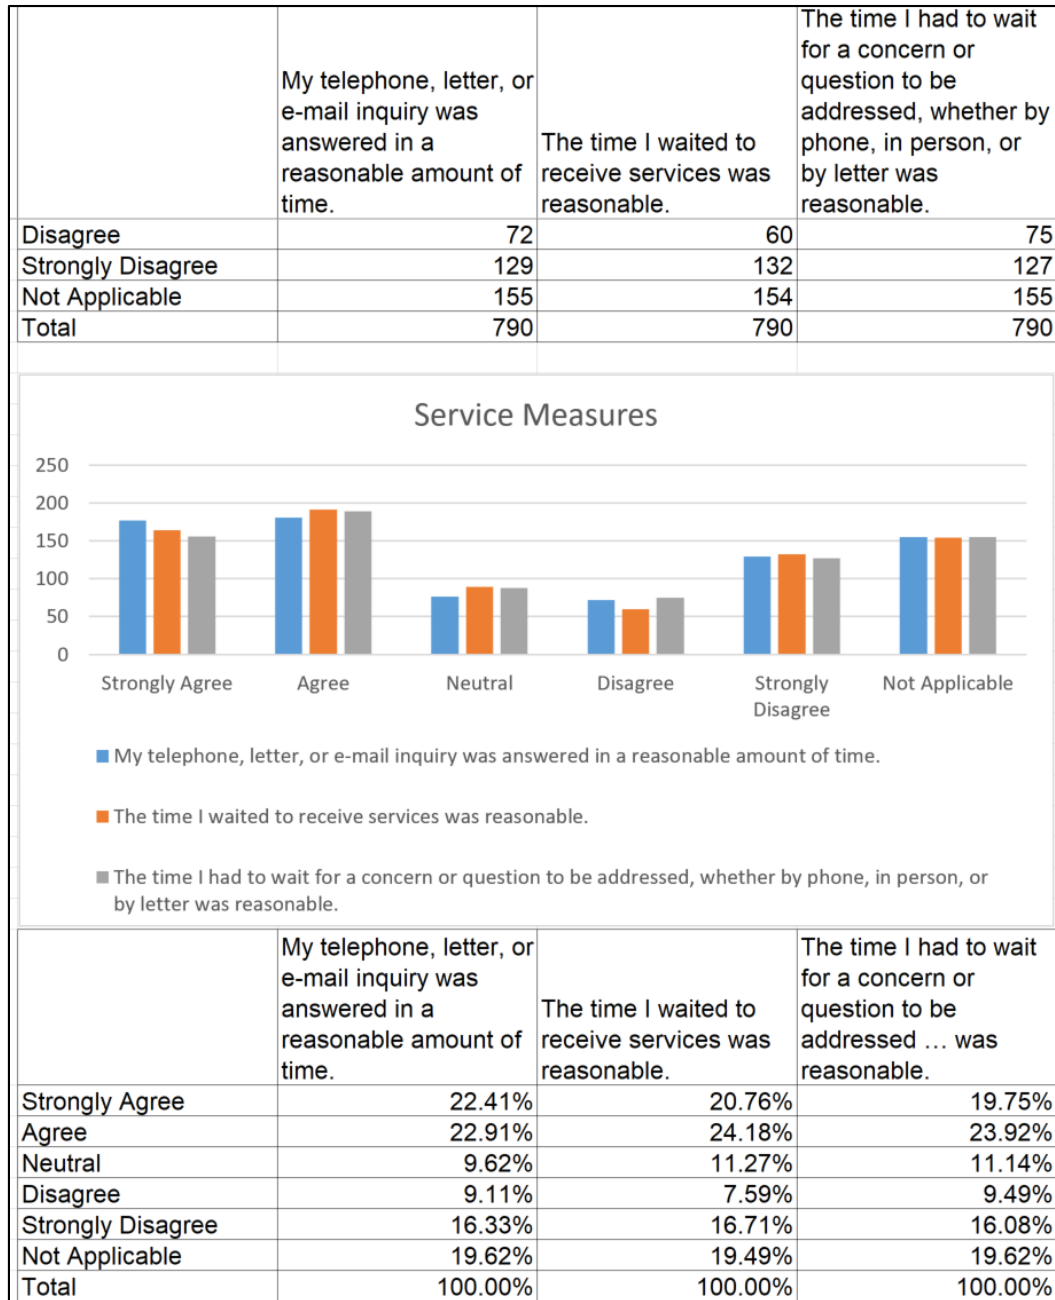 The time I had to wait
for a concern or
My telephone, letter, or question to be
e-mail inquiry was addressed, whether by
answered in a The time I waited to phone, in person, or
reasonable amount of receive services was by letter was
time. reasonable. reasonable.
Disagree 72 60 75
Strongly Disagree 129 132 127
Not Applicable 155 154 155
Total 790 790 790
Service Measures
250
200
150
100
50
0
Strongly Agree Agree Neutral Disagree Strongly Not Applicable
Disagree
My telephone, letter, or e-mail inquiry was answered in a reasonable amount of time.
The time I waited to receive services was reasonable.
The time I had to wait for a concern or question to be addressed, whether by phone, in person, or
by letter was reasonable.
My telephone, letter, or The time I had to wait
e-mail inquiry was for a concern or
answered in a The time I waited to question to be
reasonable amount of receive services was addressed … was
time. reasonable. reasonable.
Strongly Agree 22.41% 20.76% 19.75%
Agree 22.91% 24.18% 23.92%
Neutral 9.62% 11.27% 11.14%
Disagree 9.11% 7.59% 9.49%
Strongly Disagree 16.33% 16.71% 16.08%
Not Applicable 19.62% 19.49% 19.62%
Total 100.00% 100.00% 100.00%